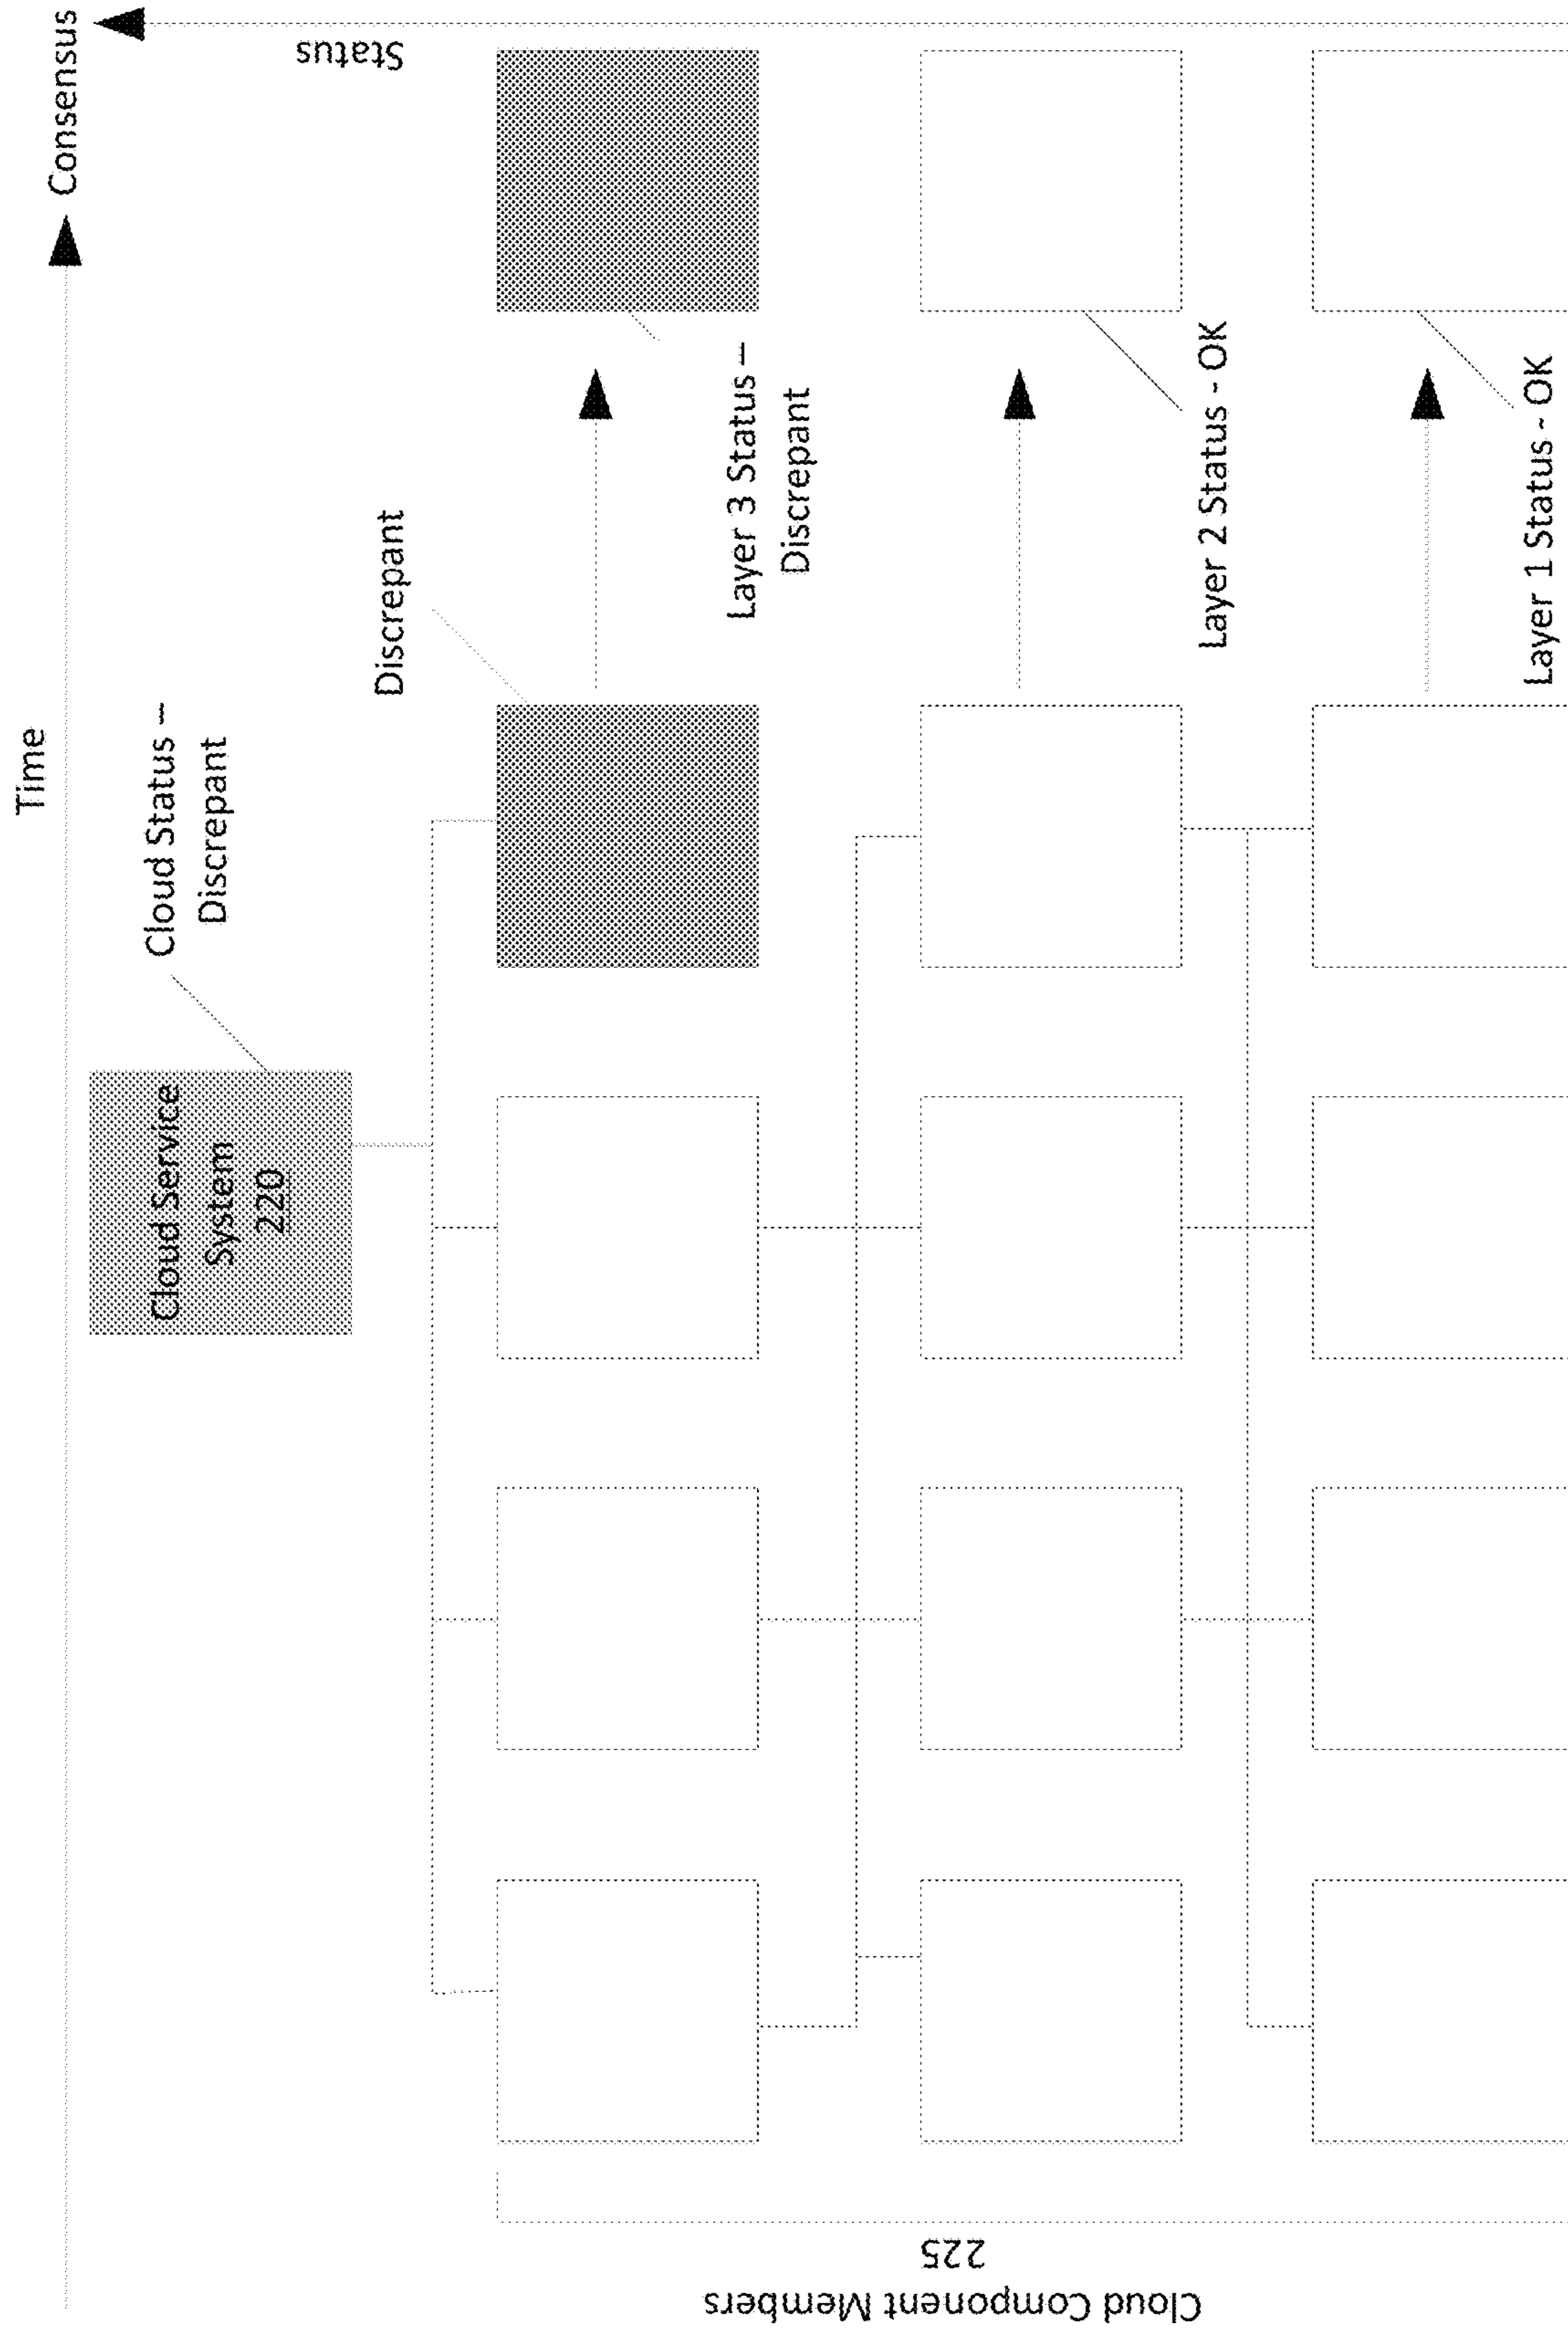 Time
Consensus
Status
Cloud Status –
Discrepant
Cloud Service
System
220
Discrepant
Layer 3 Status –
Discrepant
Layer 2 Status - OK
Layer 1 Status - OK
Cloud Component Members
225